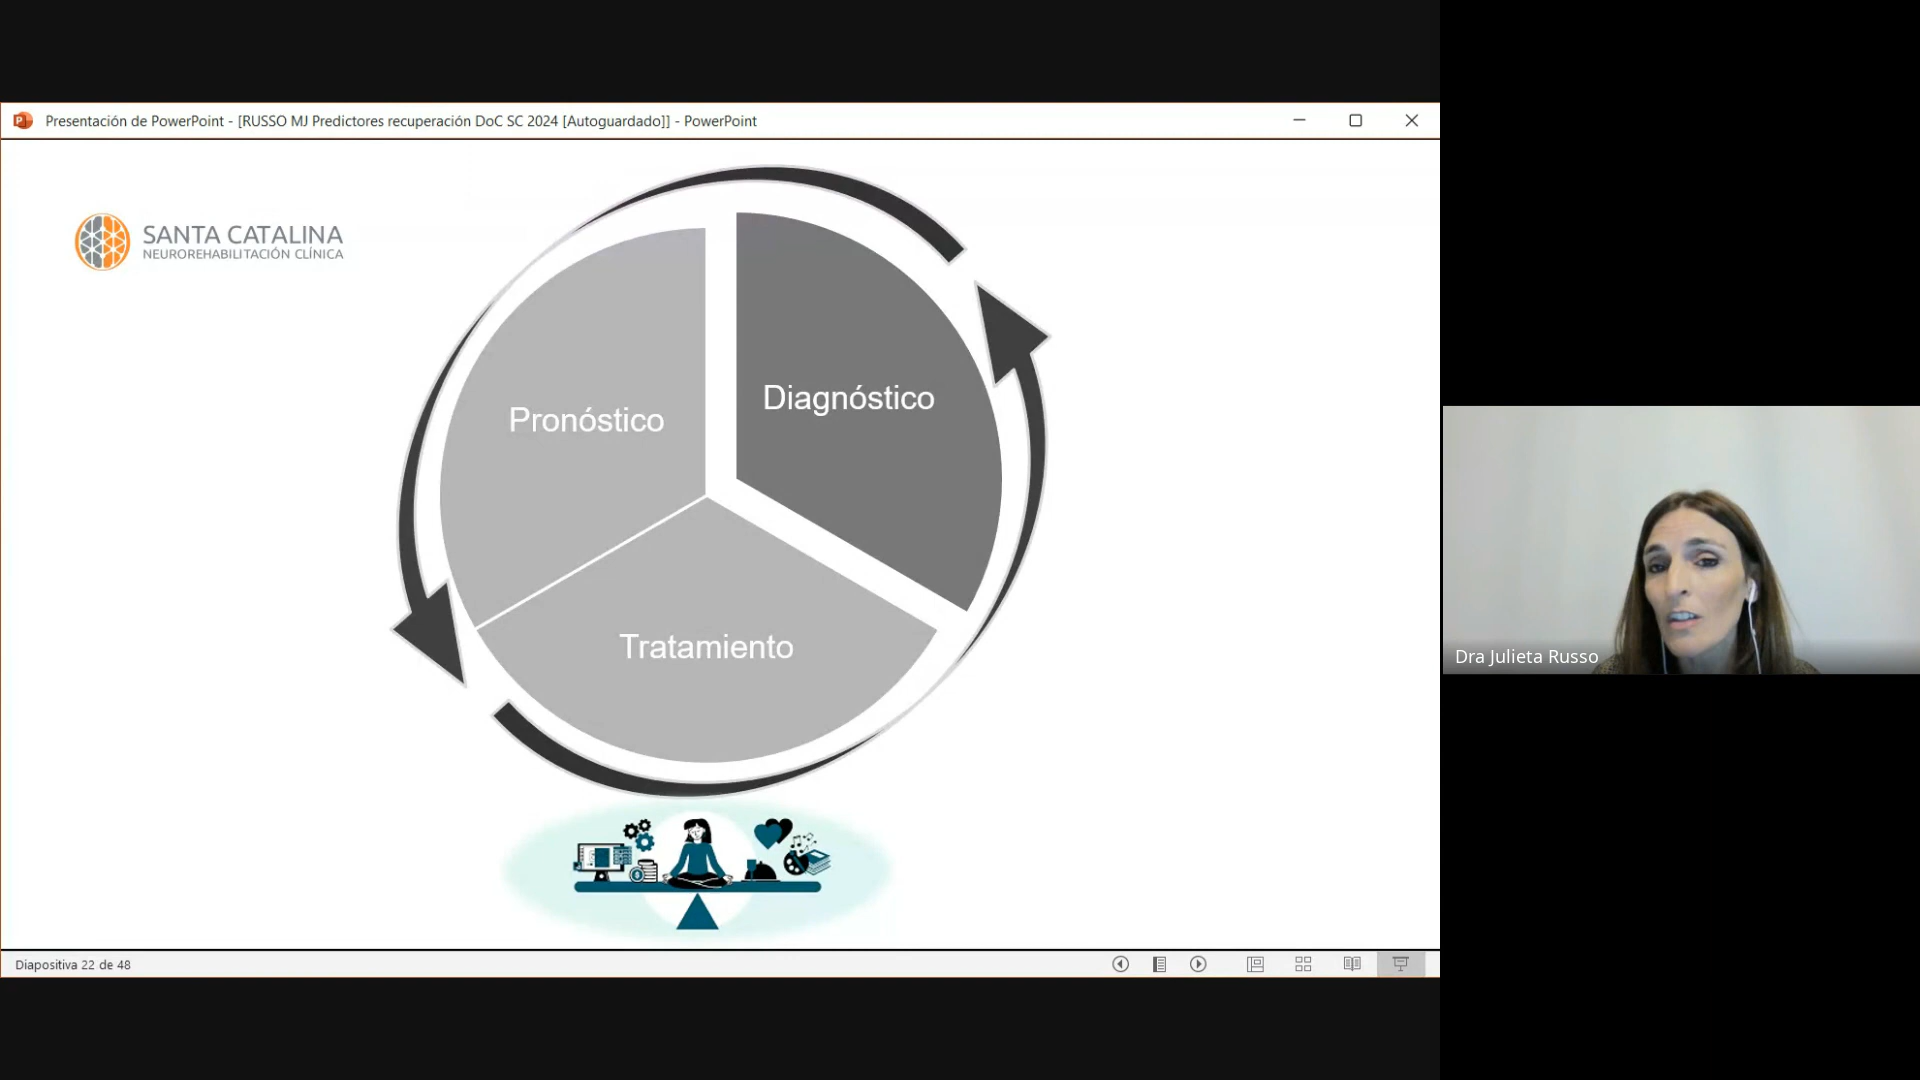 Presentación de PowerPoint - [RUSSO MJ Predictores recuperación DoC SC 2024 [Autoguardado]] - PowerPoint
SANTA CATALINA
NEUROREHABILITACIÓN CLÍNICA
Diagnóstico
Pronóstico
Tratamiento
Dra Julieta Russo
Diapositiva 22 de 48